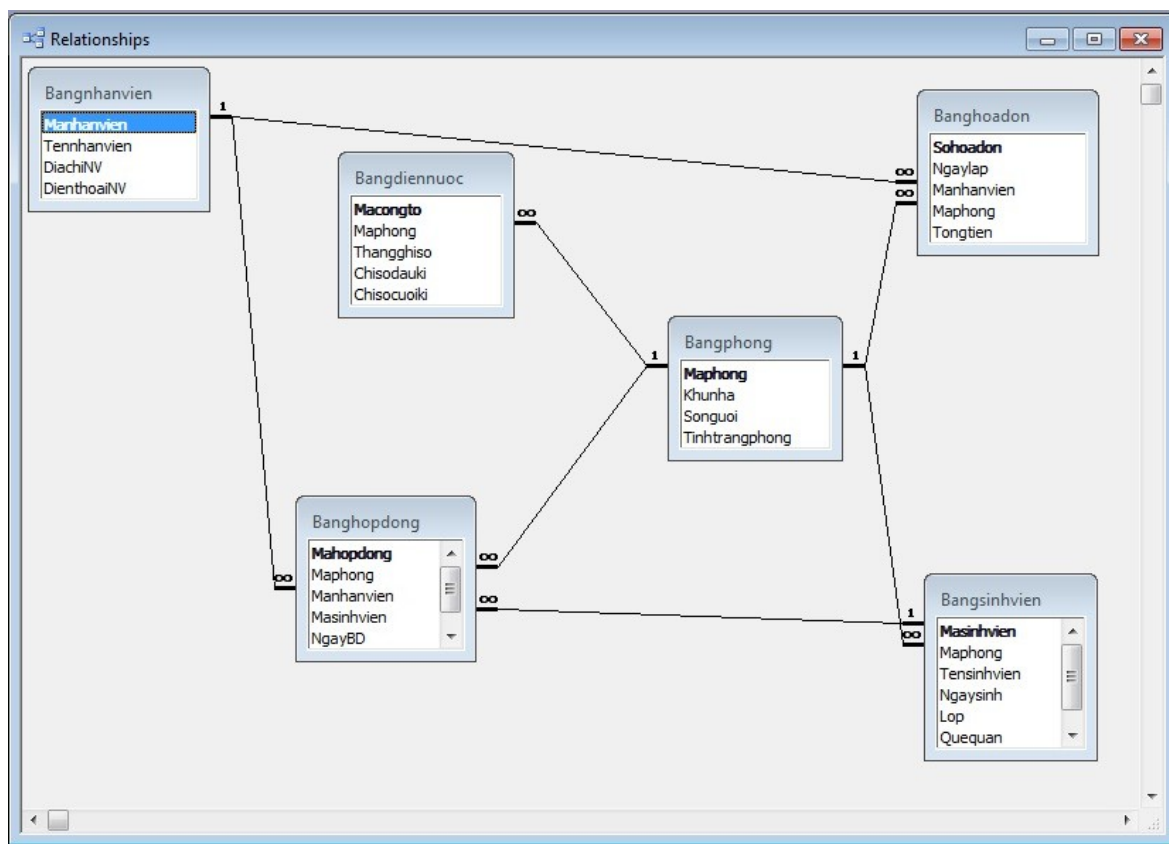 Relationships
Bangnhanvien
Manhanvien
Tennhanvien
DiachiNV
DienthoaiNV
1
Bangdiennuoc
Macongto
Maphong
Thangghiso
Chisodauki
Chisocuoiki
∞
Banghoadon
Sohoadon
Ngaylap
Manhanvien
Maphong
Tongtien
∞
∞
Bangphong
Maphong
Khunha
Songuoi
Tinhtrangphong
1
1
Banghopdong
Mahopdong
Maphong
Manhanvien
Masinhvien
NgayBD
∞
∞
∞
Bangsinhvien
Masinhvien
Maphong
Tensinhvien
Ngaysinh
Lop
Quequan
1
∞